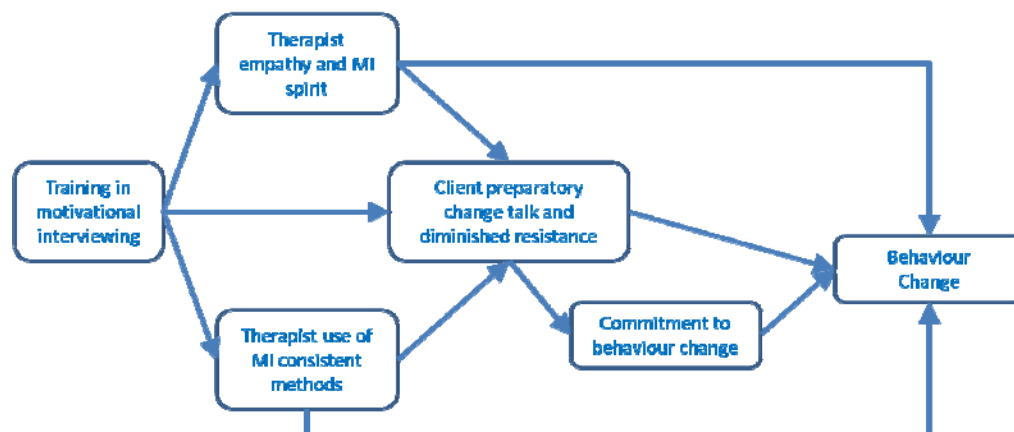 Therapist
empathy and MI
spirit
Training in
motivational
interviewing
Client preparatory
change talk and
diminished resistance
Behaviour
Change
Therapist use of
MI consistent
methods
Commitment to
behaviour change